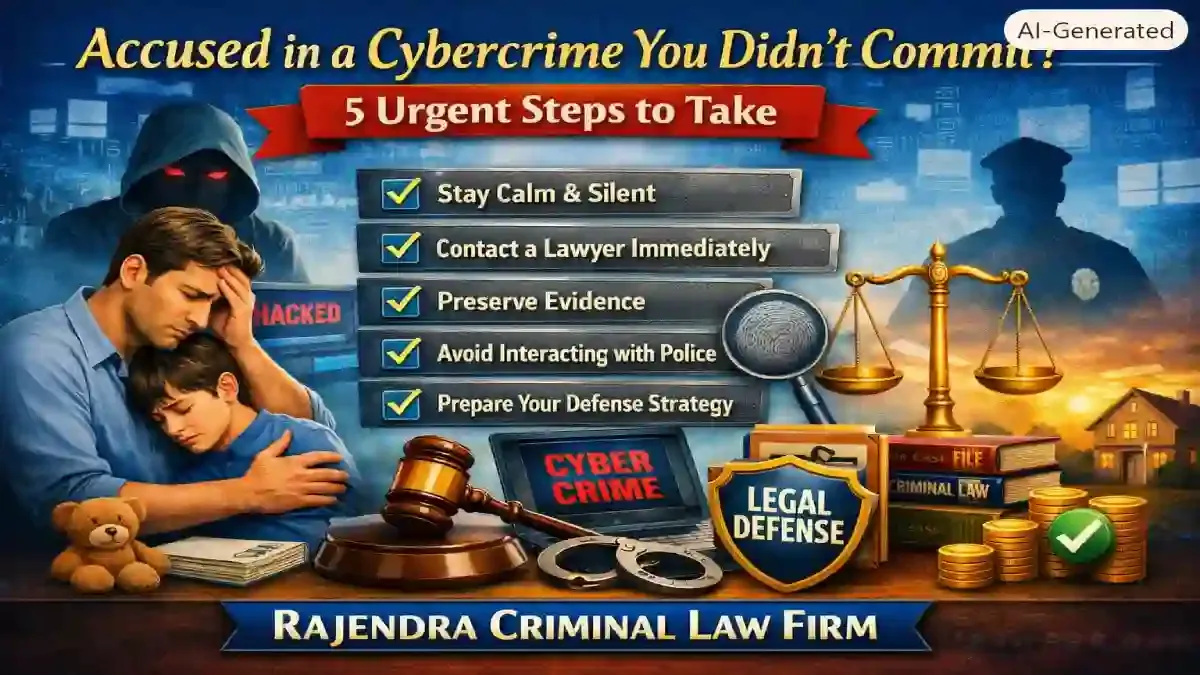 AI-Generated
Accused in a Cybercrime You Didn't Commit?
5 Urgent Steps to Take
Stay Calm & Silent
Contact a Lawyer Immediately
HACKED
Preserve Evidence
Avoid Interacting with Police
Prepare Your Defense Strategy
CYBER
CRIME
LEGAL
DEFENSE
FILE
CRIMINAL LAW
RAJENDRA CRIMINAL LAW FIRM